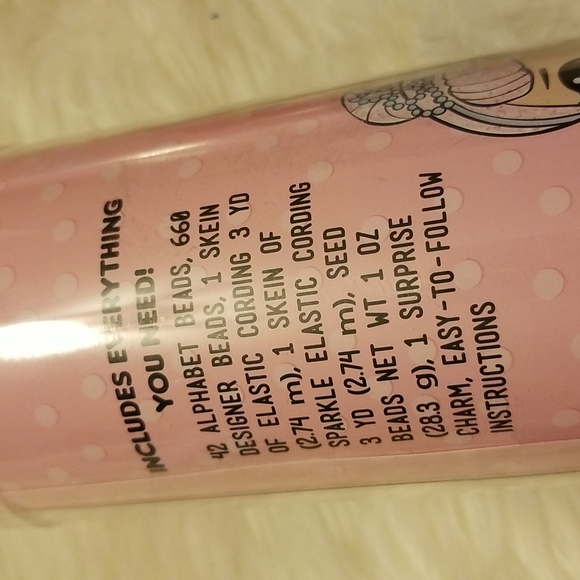 INCLUDES EVERYTHING
YOU NEED!
42 ALPHABET BEADS, 660
DESIGNER BEADS, 1 SKEIN
OF ELASTIC CORDING 3 YD
(2.74 m), 1 SKEIN OF
SPARKLE ELASTIC CORDING
3 YD (2.74 m), SEED
BEADS NET WT 1 OZ
(28.3 g), 1 SURPRISE
CHARM, EASY-TO-FOLLOW
INSTRUCTIONS